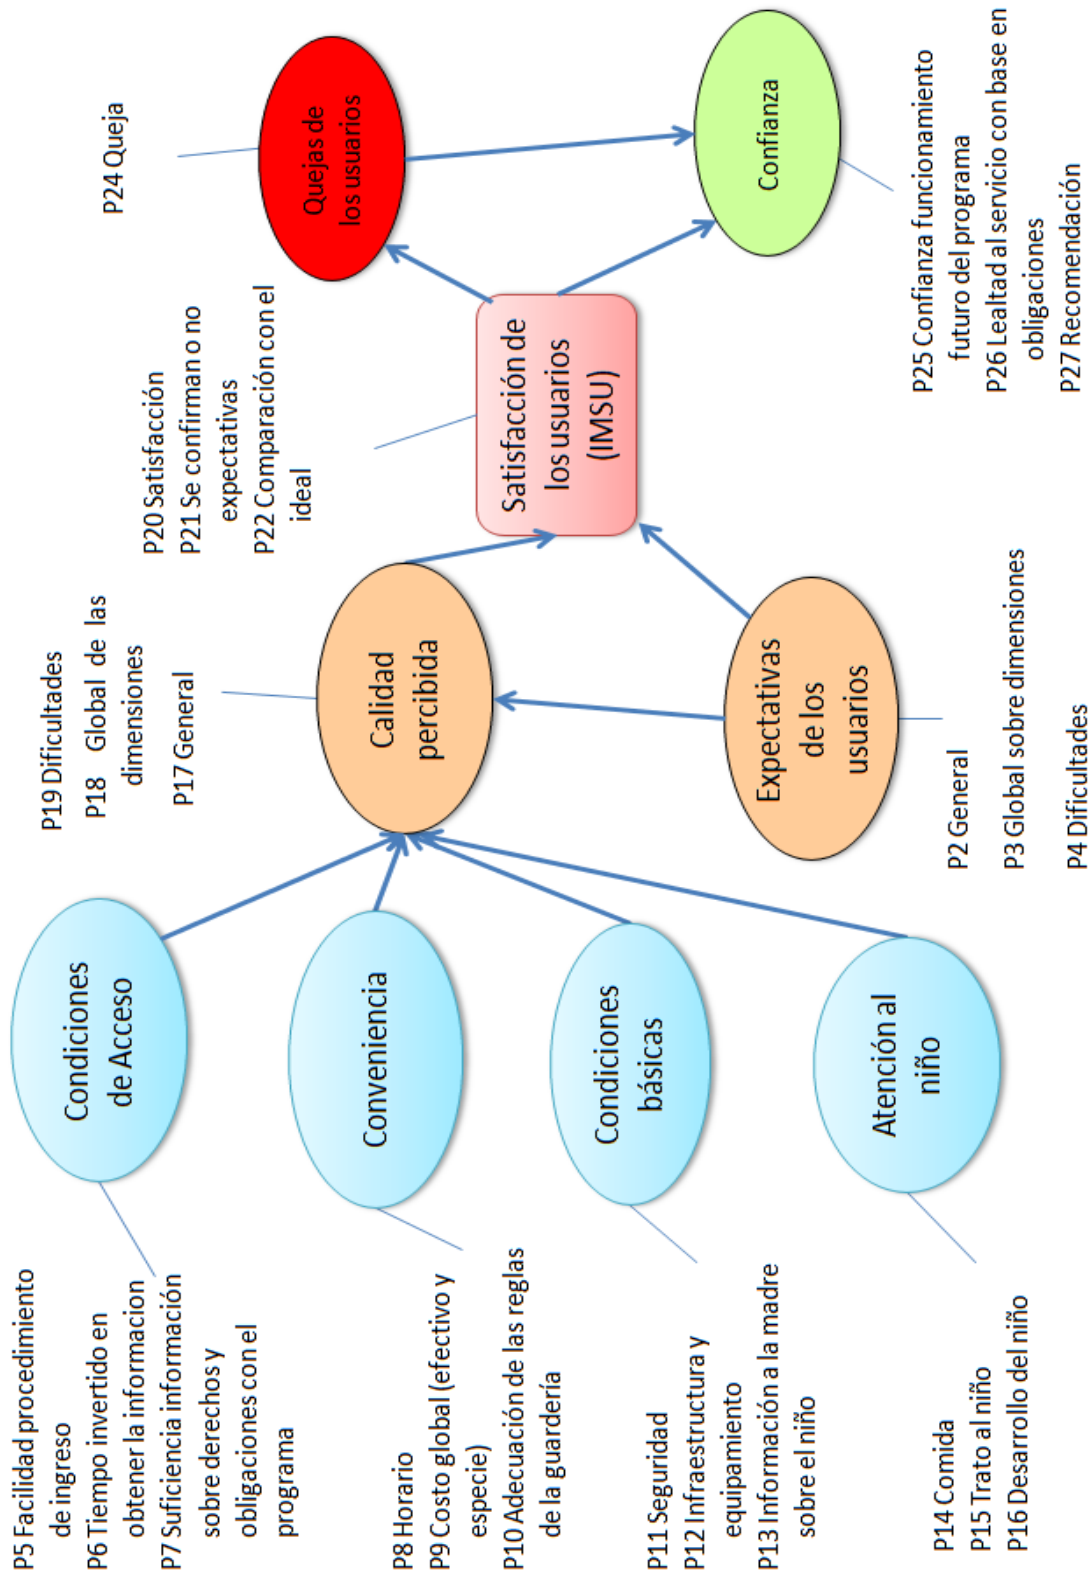 P5 Facilidad procedimiento
de ingreso
P6 Tiempo invertido en
obtener la informacion
P7 Suficiencia información
sobre derechos y
obligaciones con el
programa
P8 Horario
P9 Costo global (efectivo y
especie)
P10 Adecuación de las reglas
de la guardería
P11 Seguridad
P12 Infraestructura y
equipamiento
P13 Información a la madre
sobre el niño
P14 Comida
P15 Trato al niño
P16 Desarrollo del niño
Condiciones
de Acceso
Conveniencia
Condiciones
básicas
Atención al
niño
P19 Dificultades
P18 Global de las
dimensiones
P17 General
Calidad
percibida
Expectativas
de los
usuarios
P2 General
P3 Global sobre dimensiones
P4 Dificultades
P20 Satisfacción
P21 Se confirman o no
expectativas
P22 Comparación con el
ideal
Satisfacción de
los usuarios
(IMSU)
P24 Queja
Quejas de
los usuarios
Confianza
P25 Confianza funcionamiento
futuro del programa
P26 Lealtad al servicio con base en
obligaciones
P27 Recomendación